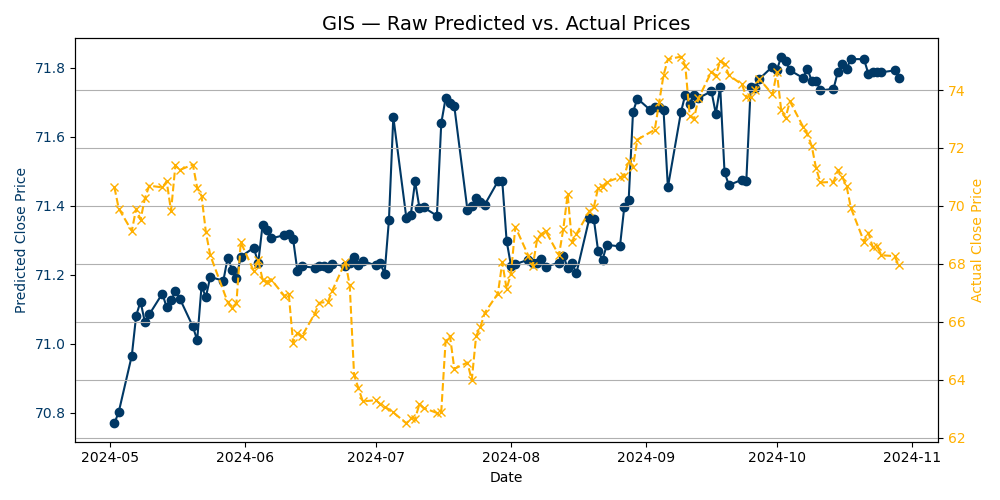 GIS — Raw Predicted vs. Actual Prices
Predicted Close Price
71.8
71.6
71.4
71.2
71.0
70.8
74
72
70
68
66
64
62
Actual Close Price
2024-05 2024-06 2024-07 2024-08 2024-09 2024-10 2024-11
Date